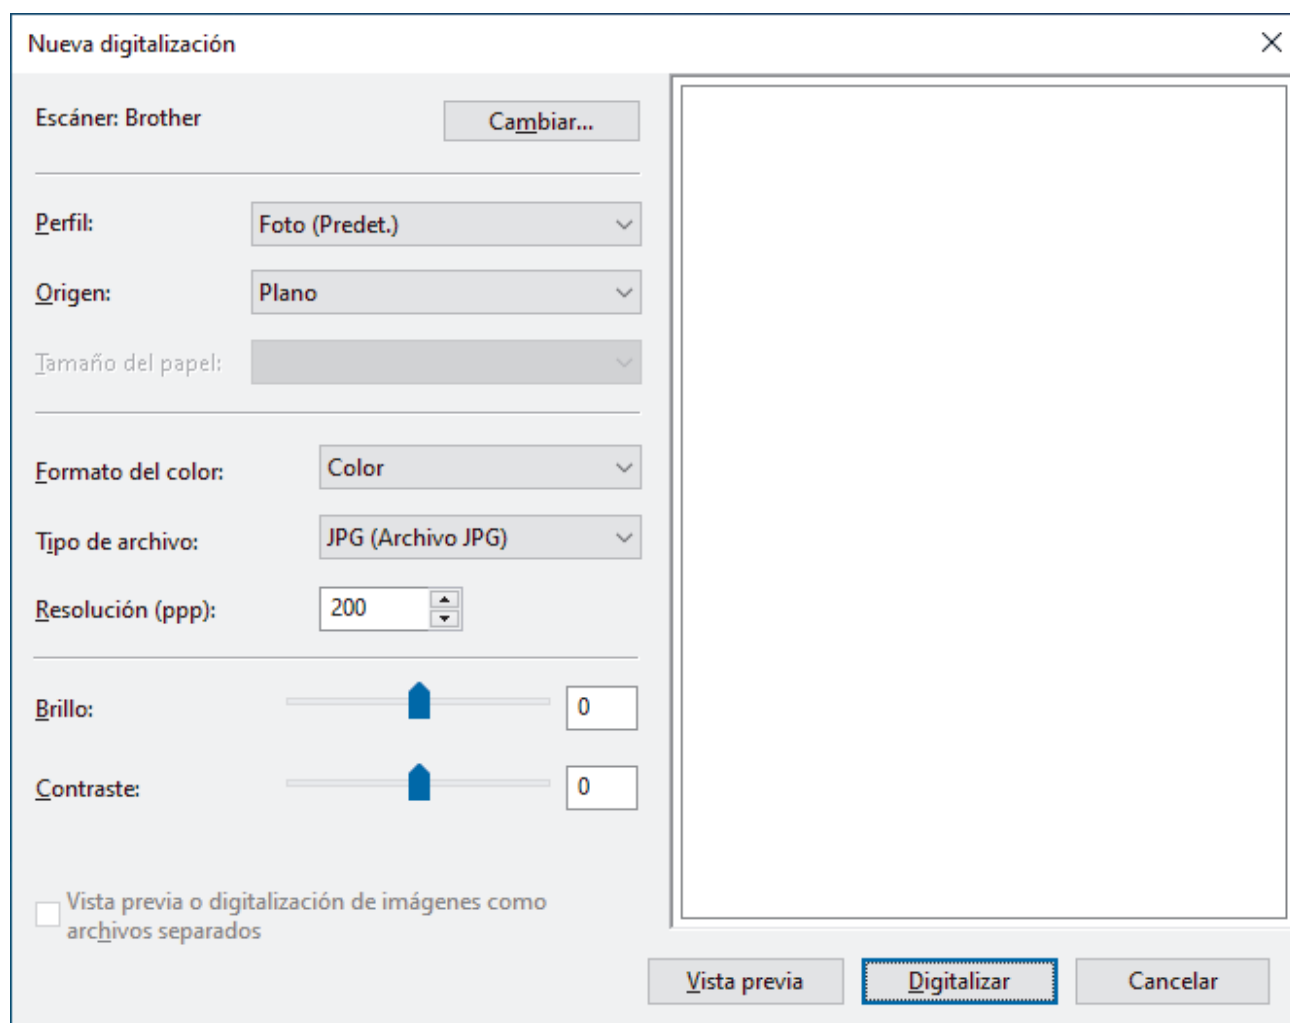 Nueva digitalización
Escáner: Brother
Cambiar...
Perfil:
Foto (Predet.)
Origen:
Plano
Tamaño del papel:
Formato del color:
Color
Tipo de archivo:
JPG (Archivo JPG)
Resolución (ppp):
200
Brillo:
0
Contraste:
0
Vista previa o digitalización de imágenes como
archivos separados
Vista previa
Digitalizar
Cancelar